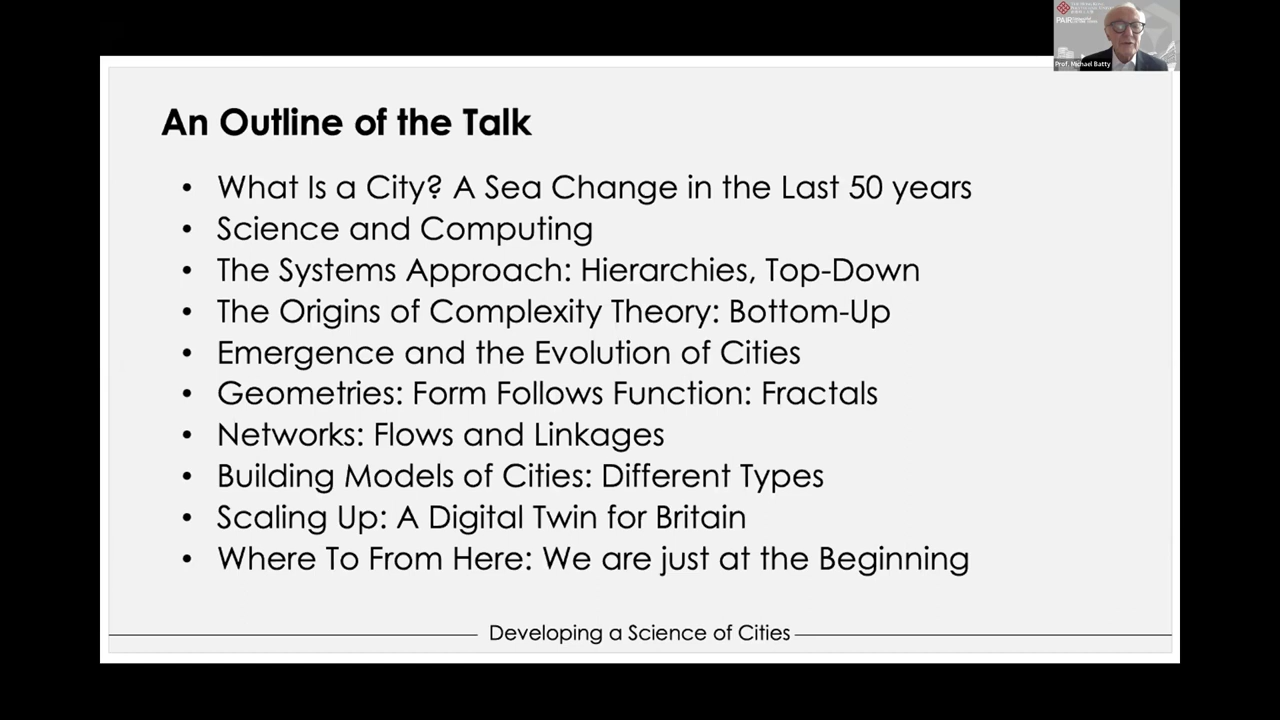 PAIR
Prof. Michael Batty
An Outline of the Talk
• What Is a City? A Sea Change in the Last 50 years
• Science and Computing
• The Systems Approach: Hierarchies, Top-Down
• The Origins of Complexity Theory: Bottom-Up
• Emergence and the Evolution of Cities
• Geometries: Form Follows Function: Fractals
• Networks: Flows and Linkages
• Building Models of Cities: Different Types
• Scaling Up: A Digital Twin for Britain
• Where To From Here: We are just at the Beginning
Developing a Science of Cities